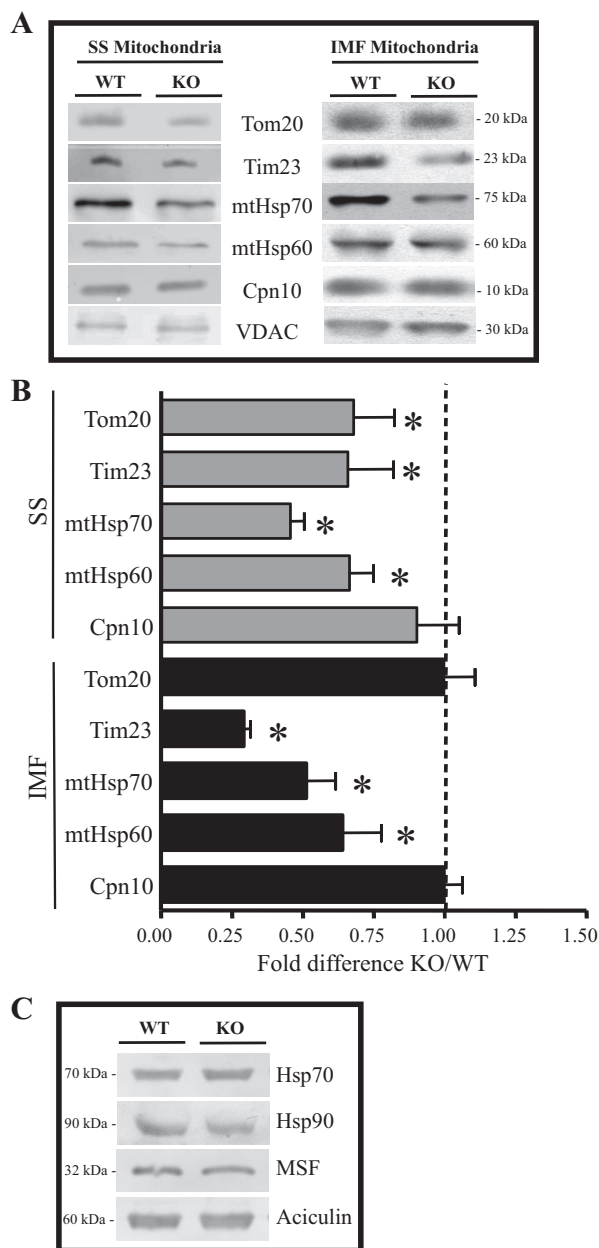 A
SS Mitochondria
IMF Mitochondria
WT KO
WT KO
Tom20
- 20 kDa
Tim23
- 23 kDa
mtHsp70
- 75 kDa
mtHsp60
- 60 kDa
Cpn10
- 10 kDa
VDAC
- 30 kDa
B
SS
Tom20
*
Tim23
*
mtHsp70
*
mtHsp60
*
Cpn10
IMF
Tom20
Tim23
*
mtHsp70
*
mtHsp60
*
Cpn10
0.00 0.25 0.50 0.75 1.00 1.25 1.50
Fold difference KO/WT
C
WT KO
70 kDa - Hsp70
90 kDa - Hsp90
32 kDa - MSF
60 kDa - Aciculin